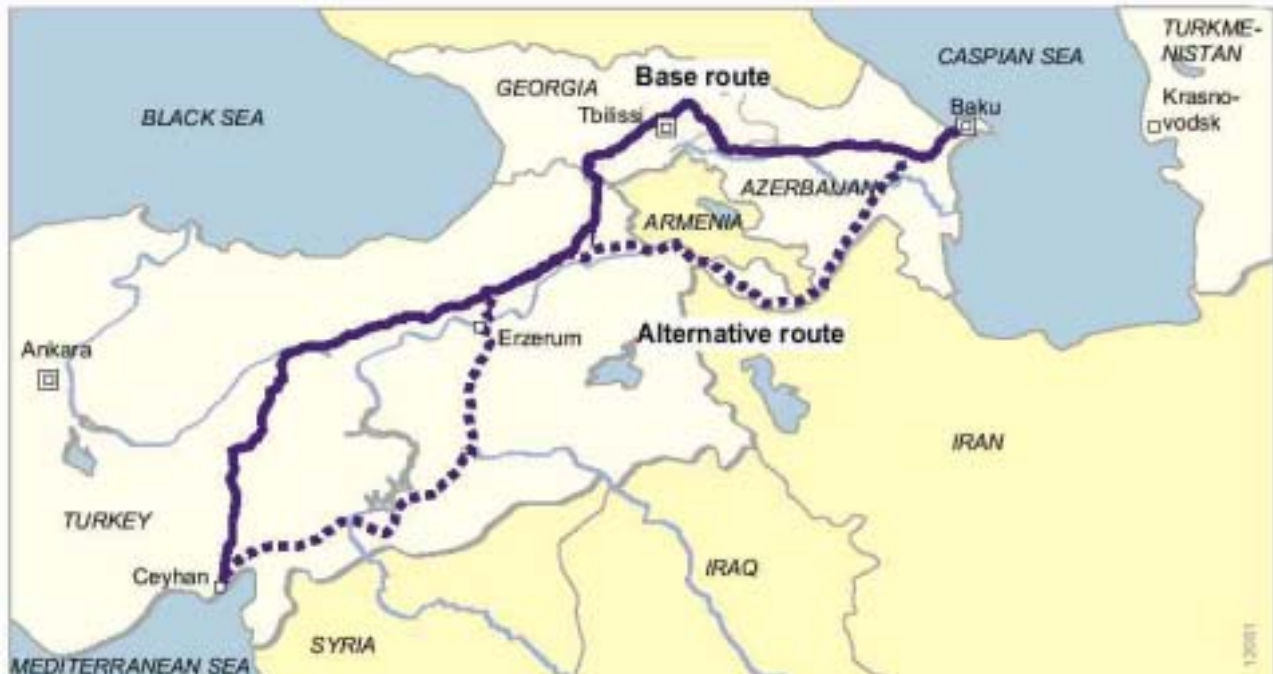 TURKME-
NISTAN
CASPIAN SEA
GEORGIA
Base route
Krasno-
vodsk
BLACK SEA
Tbilissi
Baku
AZERBAIJAN
ARMENIA
Ankara
Erzerum
Alternative route
IRAN
TURKEY
Ceyhan
IRAQ
SYRIA
MEDITERRANEAN SEA